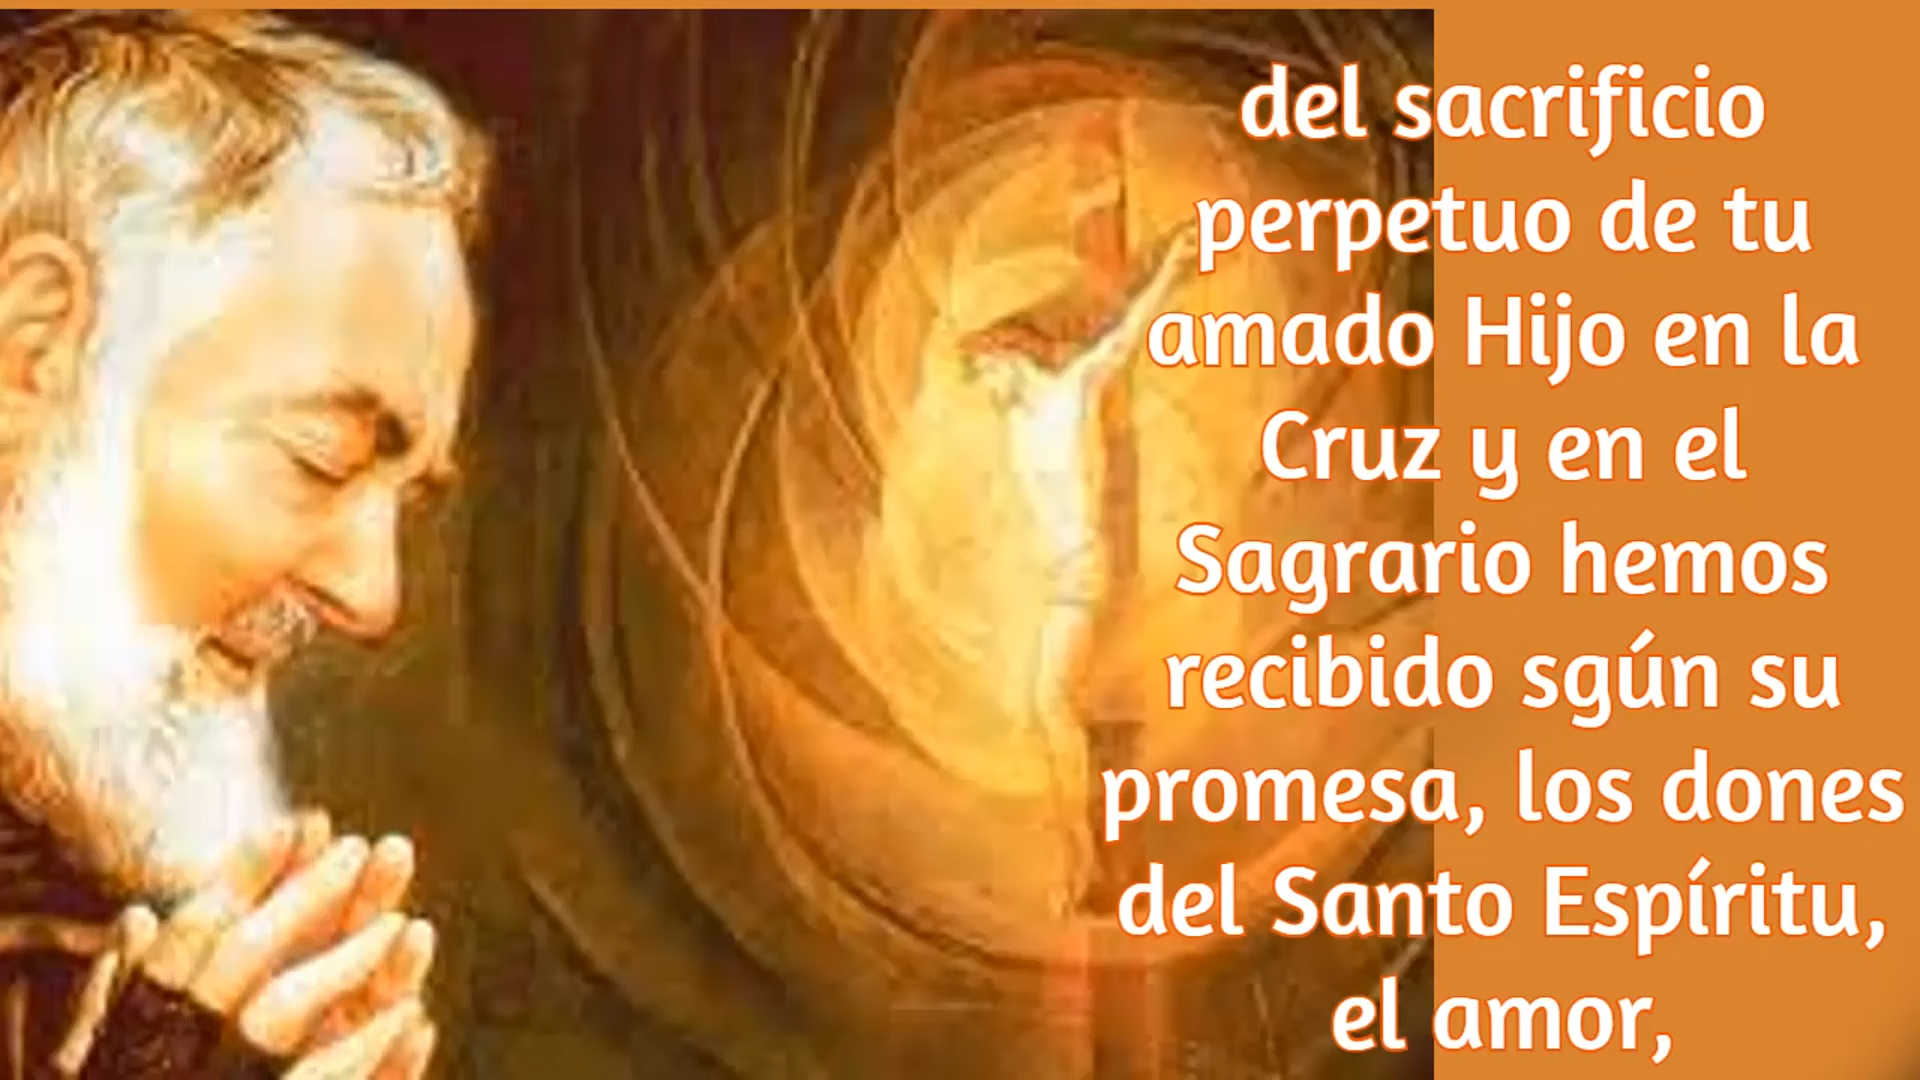 del sacrificio
perpetuo de tu
amado Hijo en la
Cruz y en el
Sagrario hemos
recibido sgún su
promesa, los dones
del Santo Espíritu,
el amor,